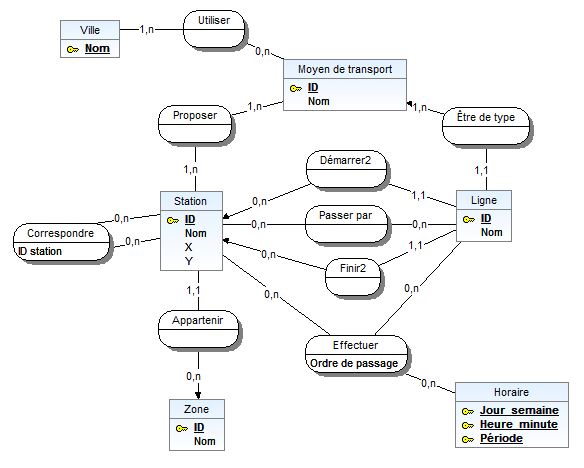 Utiliser
Ville
1,n
Nom
0,n
Moyen de transport
ID
Nom
Proposer
1,n
1,n
Être de type
1,n
1,1
Démarrer2
Station
ID
Nom
X
Y
0,n
1,1
Ligne
ID
Nom
Passer par
0,n
0,n
0,n
Correspondre
ID station
0,n
0,n
1,1
Finir2
1,1
0,n
0,n
Appartenir
Effectuer
Ordre de passage
0,n
0,n
Horaire
Jour_semaine
Heure_minute
Période
Zone
ID
Nom